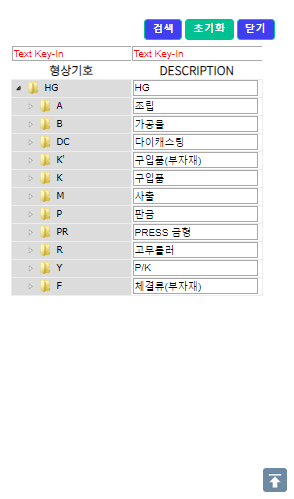 검색 초기화 닫기
Text Key-In Text Key-In
형상기호 DESCRIPTION
HG HG
A 조립
B 가공물
DC 다이캐스팅
K' 구입품(부자재)
K 구입품
M 사출
P 판금
PR PRESS 금형
R 고무롤러
Y P/K
F 체결류(부자재)